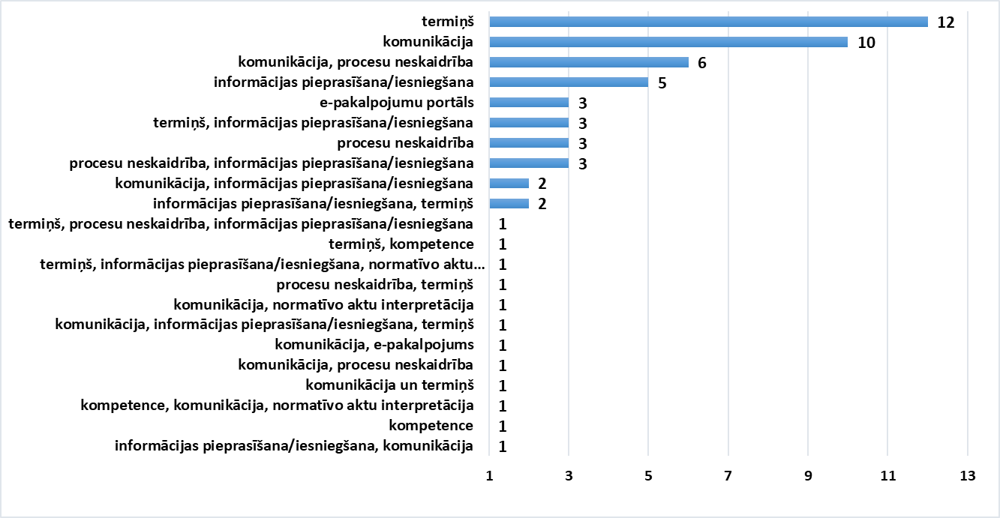 termiņš 12
komunikācija 10
komunikācija, procesu neskaidrība 6
informācijas pieprasīšana/iesniegšana 5
e-pakalpojumu portāls 3
termiņš, informācijas pieprasīšana/iesniegšana 3
procesu neskaidrība 3
procesu neskaidrība, informācijas pieprasīšana/iesniegšana 3
komunikācija, informācijas pieprasīšana/iesniegšana 2
informācijas pieprasīšana/iesniegšana, termiņš 2
termiņš, procesu neskaidrība, informācijas pieprasīšana/iesniegšana 1
termiņš, kompetence 1
termiņš, informācijas pieprasīšana/iesniegšana, normatīvo aktu... 1
procesu neskaidrība, termiņš 1
komunikācija, normatīvo aktu interpretācija 1
komunikācija, informācijas pieprasīšana/iesniegšana, termiņš 1
komunikācija, e-pakalpojums 1
komunikācija, procesu neskaidrība 1
komunikācija un termiņš 1
kompetence, komunikācija, normatīvo aktu interpretācija 1
kompetence 1
informācijas pieprasīšana/iesniegšana, komunikācija 1
1 3 5 7 9 11 13